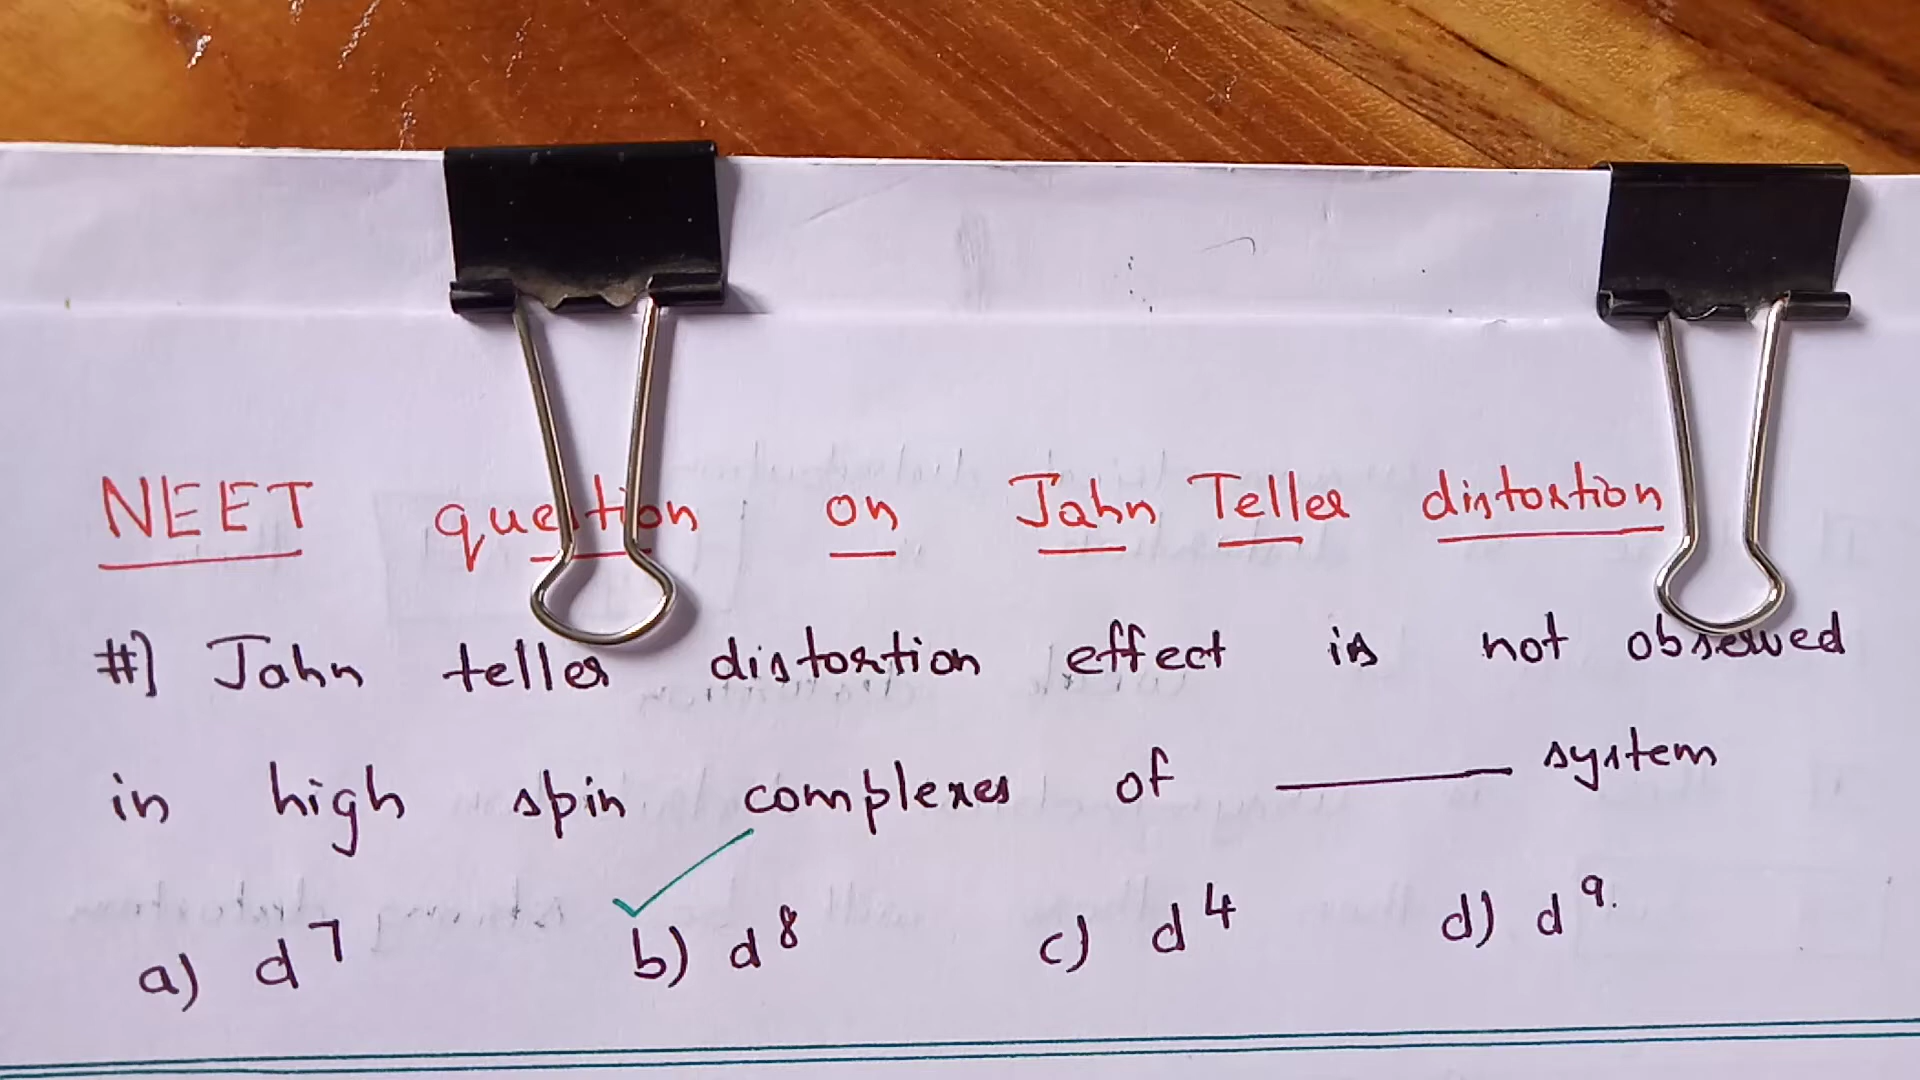 NEET question on Jahn Teller distortion
#) Jahn teller distortion effect is not observed
in high spin complexes of ______ system
a) d⁷ b) d⁸ c) d⁴ d) d⁹.